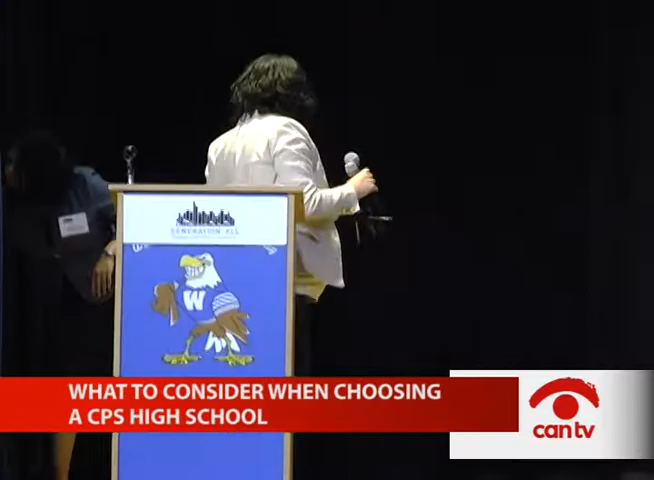 GENERATION ALL
W
WHAT TO CONSIDER WHEN CHOOSING
A CPS HIGH SCHOOL
can tv